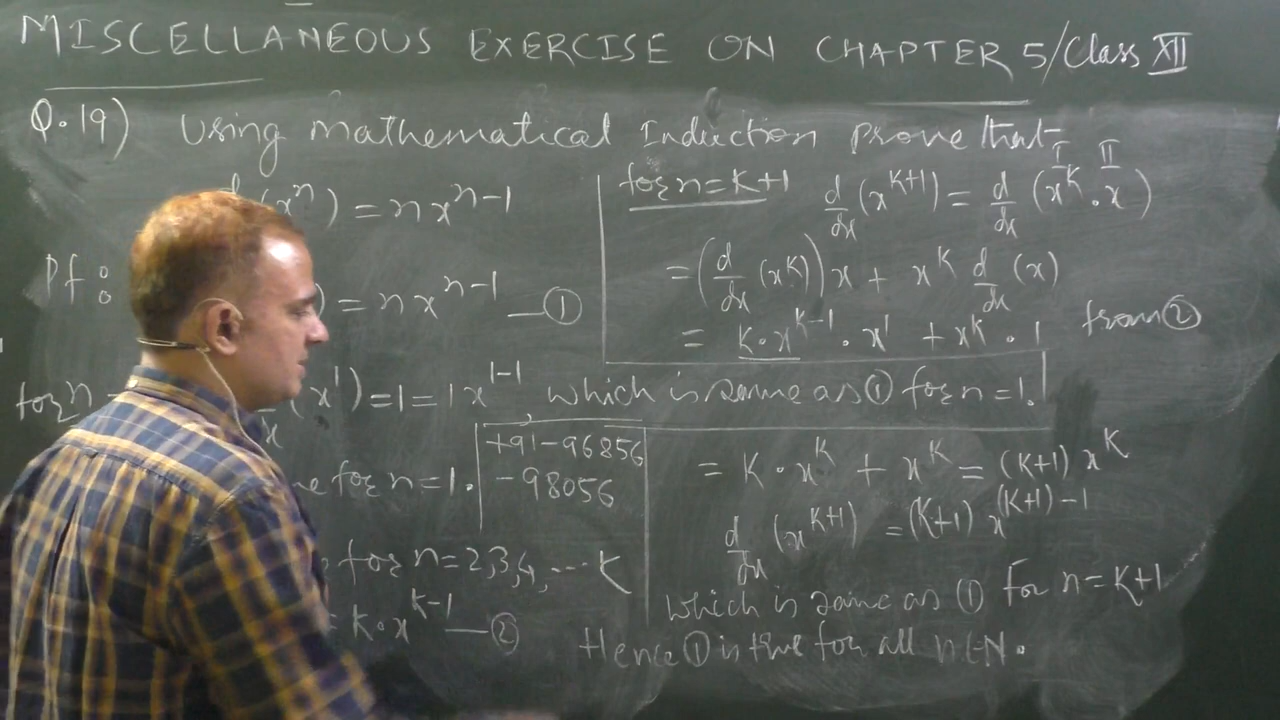 MISCELLANEOUS EXERCISE ON CHAPTER 5/Class XII
Q.19) Using Mathematical Induction Prove that
(xⁿ) = n xⁿ⁻¹
Pf :
) = n xⁿ⁻¹ — ①
for n
(x¹) = 1 = 1 x¹⁻¹ which is same as ① for n = 1.
for n = 1.
+91-96856
-98056
for n = 2, 3, 4, ... K
= K·x^(K-1) — ②
for n = K+1 d/dx (x^(K+1)) = d/dx (x^K · x)
I II
= (d/dx (x^K)) x + x^K d/dx (x)
= K·x^(K-1) · x¹ + x^K · 1 from ②
= K · x^K + x^K = (K+1) x^K
d/dx (x^(K+1)) = (K+1) x^((K+1)-1)
which is same as ① for n = K+1
Hence ① is true for all n ∈ N.